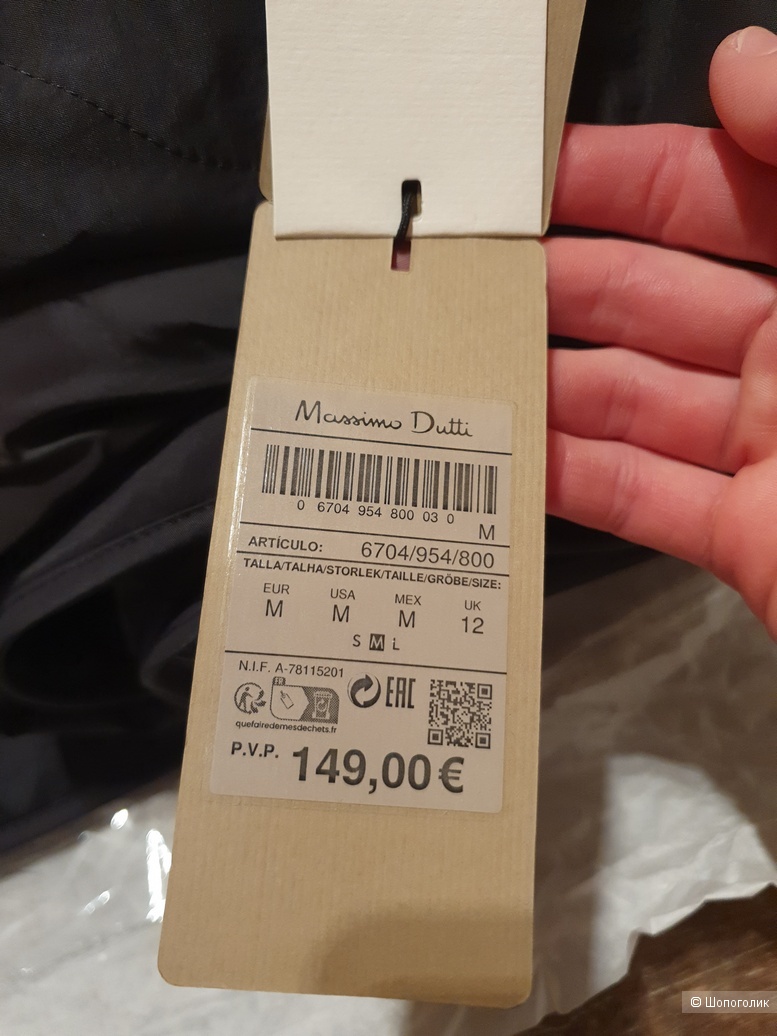 Massimo Dutti
0 6704 954 800 03 0
M
ARTÍCULO: 6704/954/800
TALLA/TALHA/STORLEK/TAILLE/GRÖBE/SIZE:
EUR USA MEX UK
M M M 12
S M L
N.I.F. A-78115201
FR
EAC
quefairedemesdechets.fr
P.V.P. 149,00€
© Шопоголик